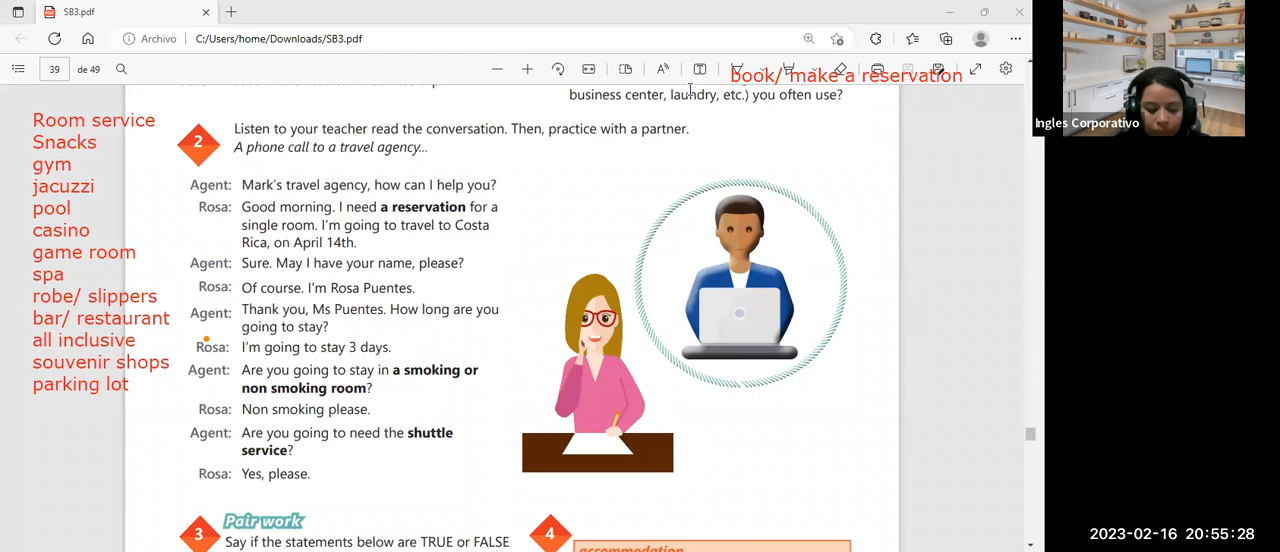 SB3.pdf
Archivo
C:/Users/home/Downloads/SB3.pdf
39
de 49
book/ make a reservation
business center, laundry, etc.) you often use?
Room service
Snacks
gym
jacuzzi
pool
casino
game room
spa
robe/ slippers
bar/ restaurant
all inclusive
souvenir shops
parking lot
2
Listen to your teacher read the conversation. Then, practice with a partner.
A phone call to a travel agency...
Agent: Mark's travel agency, how can I help you?
Rosa: Good morning. I need a reservation for a
single room. I'm going to travel to Costa
Rica, on April 14th.
Agent: Sure. May I have your name, please?
Rosa: Of course. I'm Rosa Puentes.
Agent: Thank you, Ms Puentes. How long are you
going to stay?
Rosa: I'm going to stay 3 days.
Agent: Are you going to stay in a smoking or
non smoking room?
Rosa: Non smoking please.
Agent: Are you going to need the shuttle
service?
Rosa: Yes, please.
3
Pair work
Say if the statements below are TRUE or FALSE
4
accommodation
Ingles Corporativo
2023-02-16 20:55:28